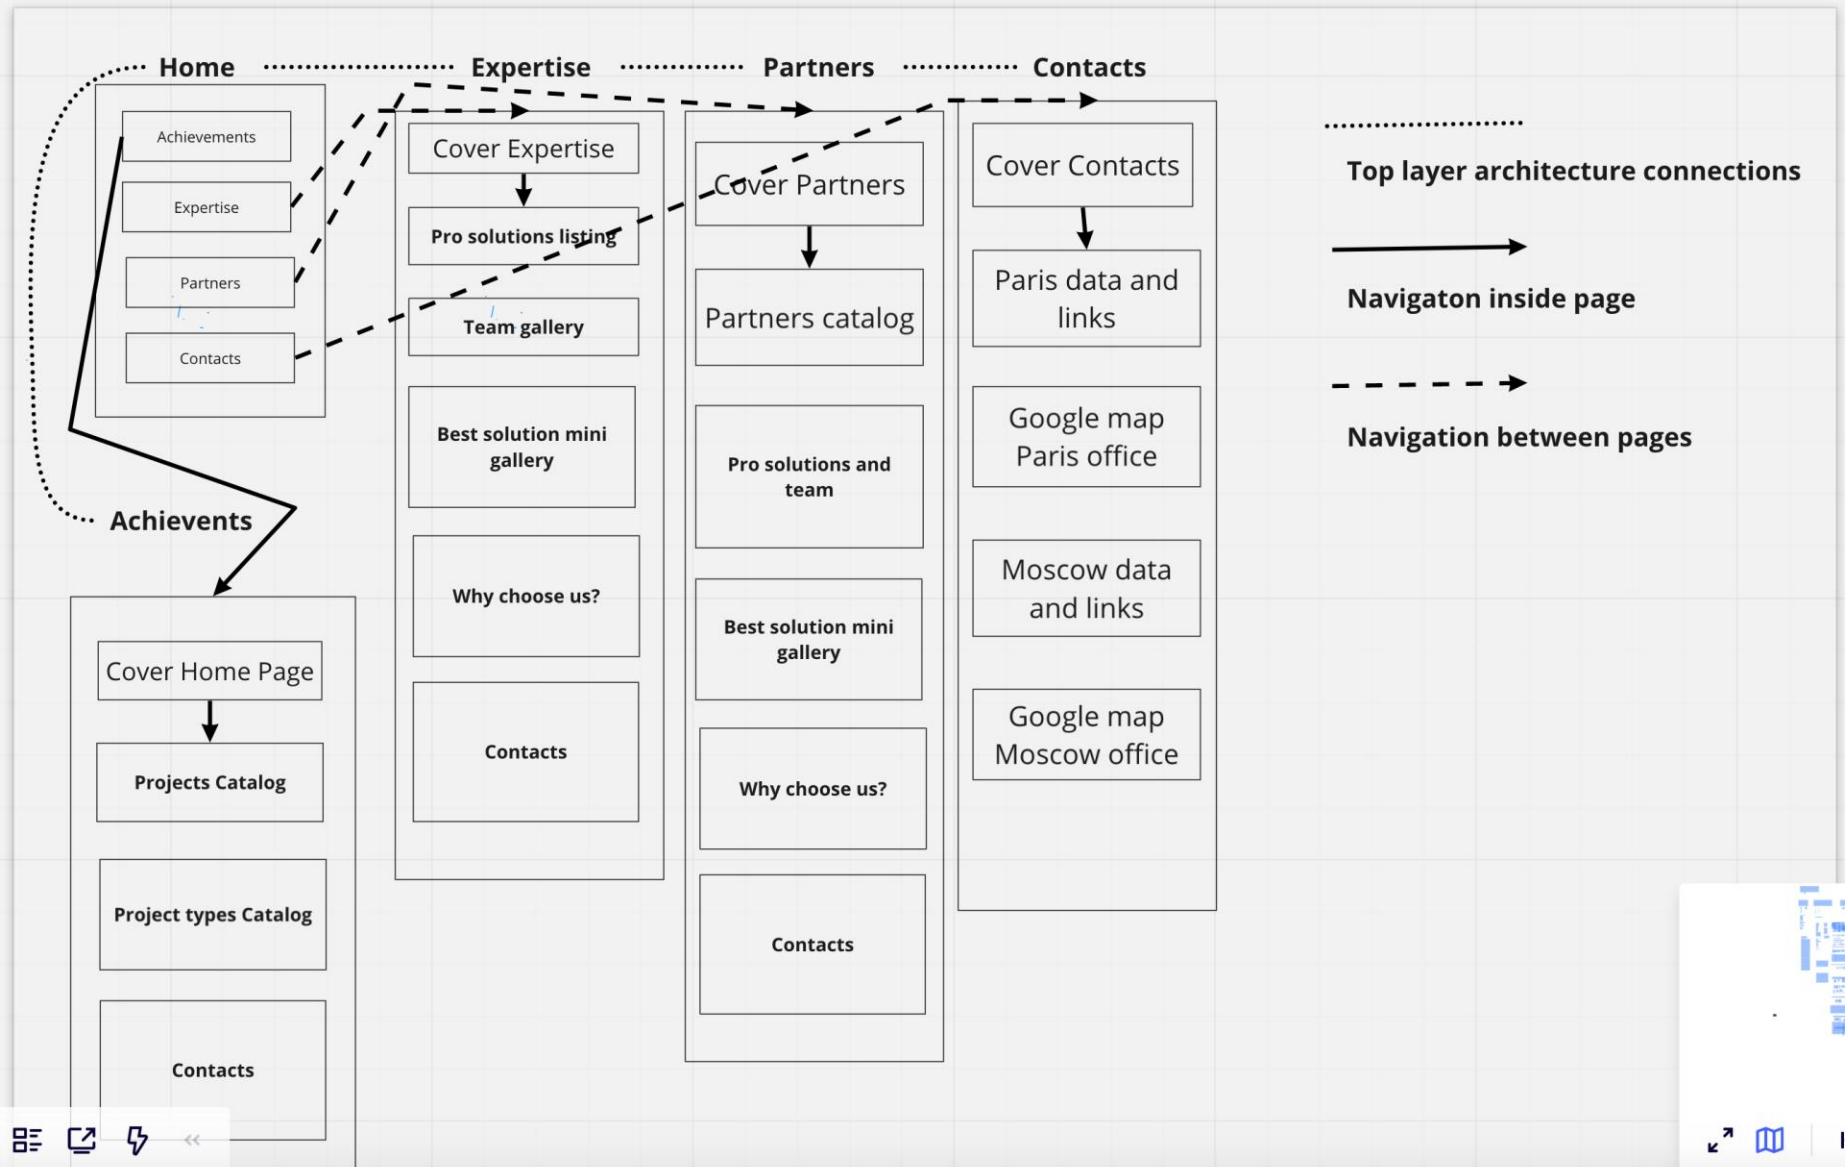 Home
Expertise
Partners
Contacts
Achievements
Expertise
Partners
Contacts
Achievents
Cover Home Page
Projects Catalog
Project types Catalog
Contacts
Cover Expertise
Pro solutions listing
Team gallery
Best solution mini
gallery
Why choose us?
Contacts
Cover Partners
Partners catalog
Pro solutions and
team
Best solution mini
gallery
Why choose us?
Contacts
Cover Contacts
Paris data and
links
Google map
Paris office
Moscow data
and links
Google map
Moscow office
Top layer architecture connections
Navigaton inside page
Navigation between pages